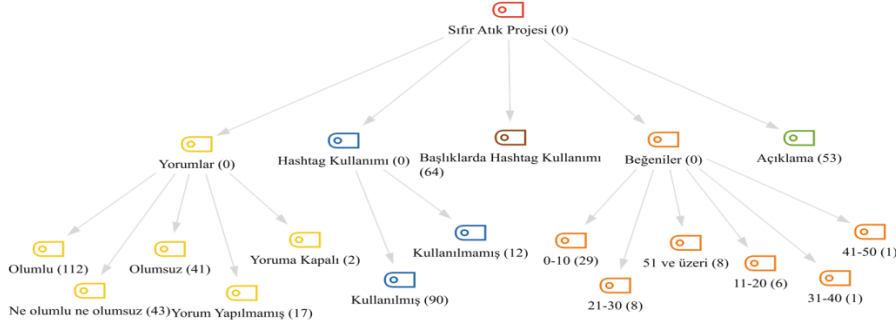 Sıfır Atık Projesi (0)
Yorumlar (0)
Hashtag Kullanımı (0)
Başlıklarda Hashtag Kullanımı
(64)
Beğeniler (0)
Açıklama (53)
Olumlu (112)
Olumsuz (41)
Yoruma Kapalı (2)
Kullanılmamış (12)
0-10 (29)
51 ve üzeri (8)
41-50 (1)
Ne olumlu ne olumsuz (43)
Yorum Yapılmamış (17)
Kullanılmış (90)
21-30 (8)
11-20 (6)
31-40 (1)